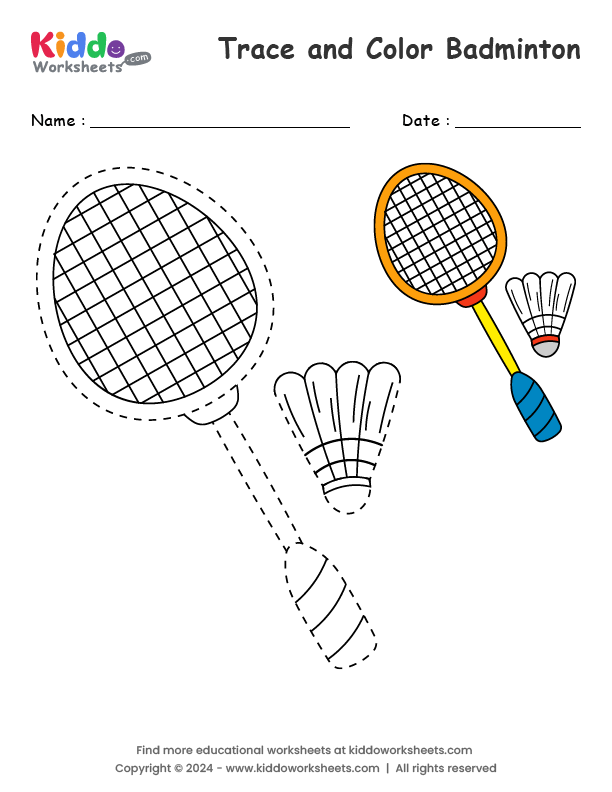 Kiddo
Worksheets.com
Trace and Color Badminton
Name :
Date :
Find more educational worksheets at kiddoworksheets.com
Copyright © 2024 - www.kiddoworksheets.com | All rights reserved